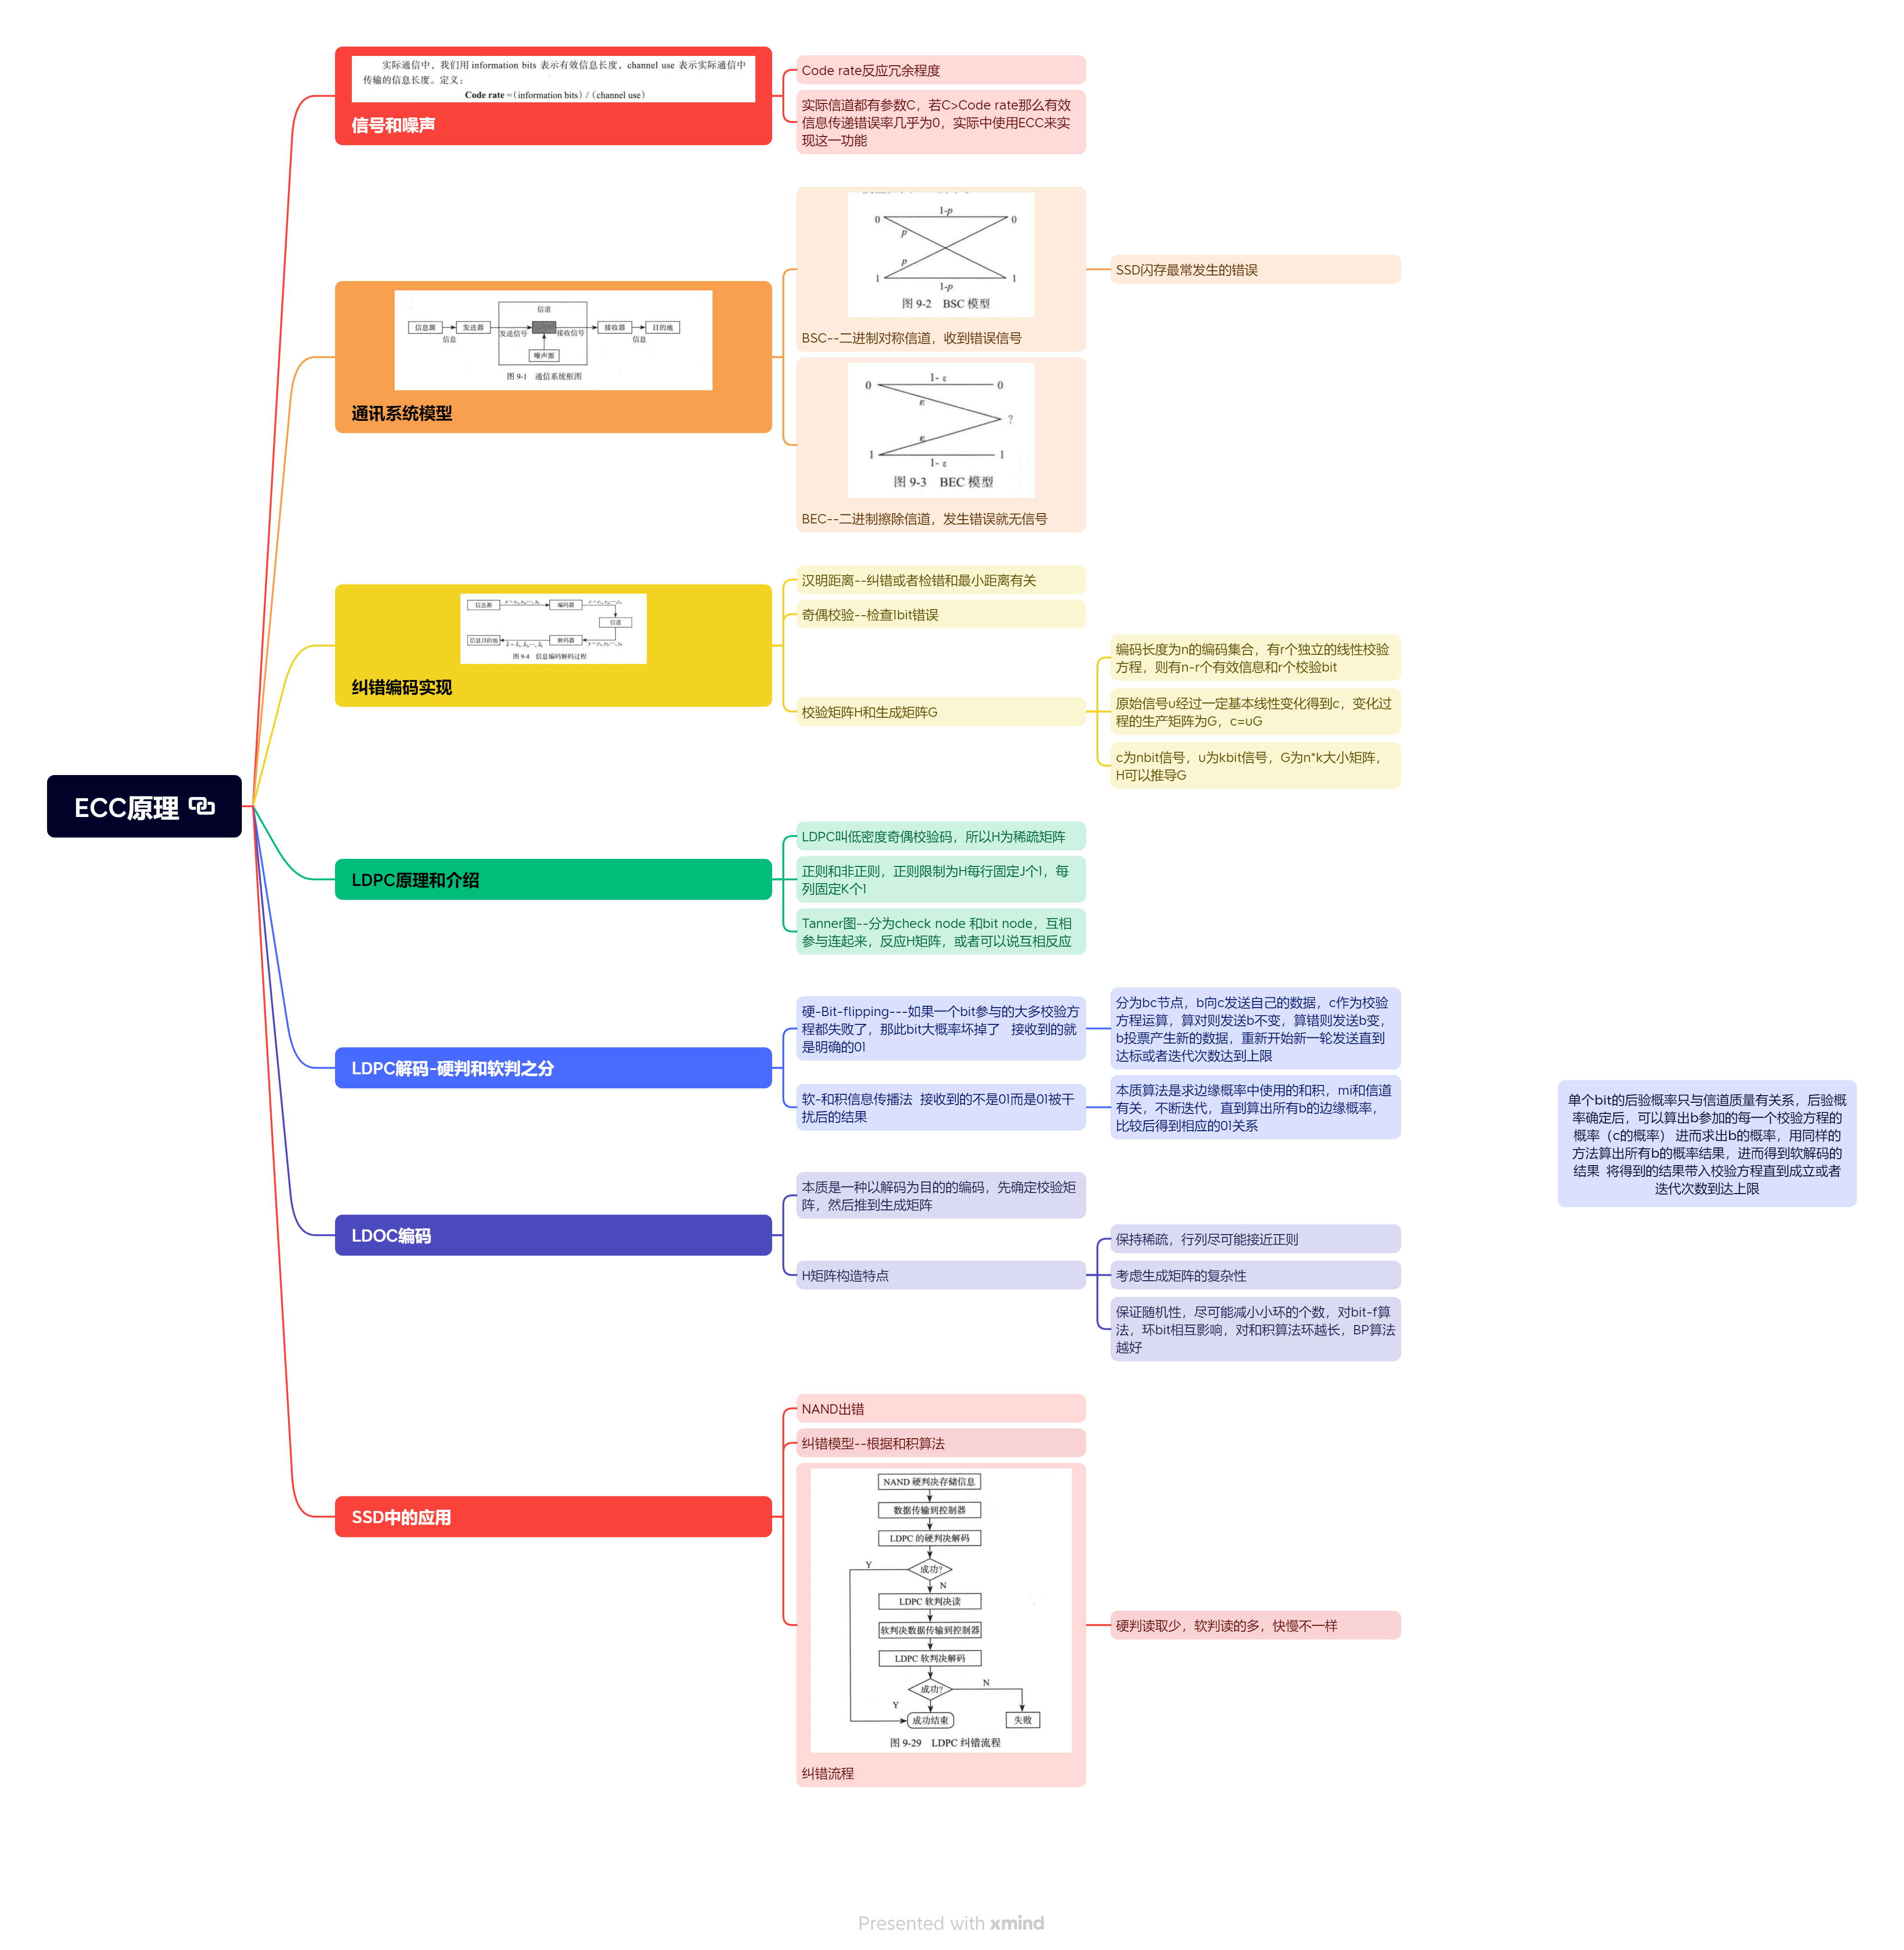 ECC原理
实际通信中，我们用 information bits 表示有效信息长度，channel use 表示实际通信中
传输的信息长度。定义：
Code rate =（information bits）/（channel use）
信号和噪声
Code rate反应冗余程度
实际信道都有参数C，若C>Code rate那么有效
信息传递错误率几乎为0，实际中使用ECC来实
现这一功能
信道
信息源
发送器
接收器
目的地
信息
发送信号
接收信号
信息
噪声源
图 9-1 通信系统框图
通讯系统模型
1-p
0
0
p
p
1
1
1-p
图 9-2 BSC 模型
BSC--二进制对称信道，收到错误信号
SSD闪存最常发生的错误
1- ε
0
0
ε
?
ε
1
1
1- ε
图 9-3 BEC 模型
BEC--二进制擦除信道，发生错误就无信号
信息源
编码器
信道
信息目的地
解码器
图 9-4 信息编码解码过程
纠错编码实现
汉明距离--纠错或者检错和最小距离有关
奇偶校验--检查1bit错误
校验矩阵H和生成矩阵G
编码长度为n的编码集合，有r个独立的线性校验
方程，则有n-r个有效信息和r个校验bit
原始信号u经过一定基本线性变化得到c，变化过
程的生产矩阵为G，c=uG
c为nbit信号，u为kbit信号，G为n*k大小矩阵，
H可以推导G
LDPC原理和介绍
LDPC叫低密度奇偶校验码，所以H为稀疏矩阵
正则和非正则，正则限制为H每行固定J个1，每
列固定K个1
Tanner图--分为check node 和bit node，互相
参与连起来，反应H矩阵，或者可以说互相反应
LDPC解码-硬判和软判之分
硬-Bit-flipping---如果一个bit参与的大多校验方
程都失败了，那此bit大概率坏掉了 接收到的就
是明确的01
分为bc节点，b向c发送自己的数据，c作为校验
方程运算，算对则发送b不变，算错则发送b变，
b投票产生新的数据，重新开始新一轮发送直到
达标或者迭代次数达到上限
软-和积信息传播法 接收到的不是01而是01被干
扰后的结果
本质算法是求边缘概率中使用的和积，mi和信道
有关，不断迭代，直到算出所有b的边缘概率，
比较后得到相应的01关系
单个bit的后验概率只与信道质量有关系，后验概
率确定后，可以算出b参加的每一个校验方程的
概率（c的概率） 进而求出b的概率，用同样的
方法算出所有b的概率结果，进而得到软解码的
结果 将得到的结果带入校验方程直到成立或者
迭代次数到达上限
LDOC编码
本质是一种以解码为目的的编码，先确定校验矩
阵，然后推到生成矩阵
H矩阵构造特点
保持稀疏，行列尽可能接近正则
考虑生成矩阵的复杂性
保证随机性，尽可能减小小环的个数，对bit-f算
法，环bit相互影响，对和积算法环越长，BP算法
越好
SSD中的应用
NAND出错
纠错模型--根据和积算法
NAND 硬判决存储信息
数据传输到控制器
LDPC 的硬判决解码
Y
成功?
N
LDPC 软判决读
软判决数据传输到控制器
LDPC 软判决解码
成功?
N
Y
成功结束
失败
图 9-29 LDPC 纠错流程
纠错流程
硬判读取少，软判读的多，快慢不一样
Presented with xmind